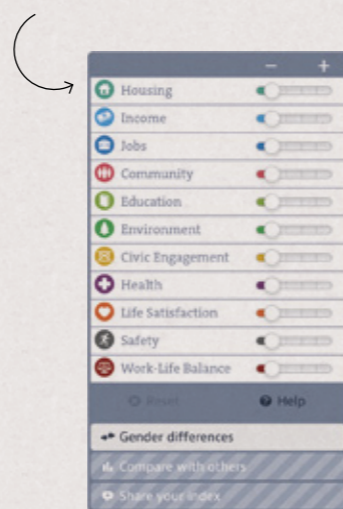 − +
Housing
Income
Jobs
Community
Education
Environment
Civic Engagement
Health
Life Satisfaction
Safety
Work-Life Balance
Reset Help
Gender differences
Compare with others
Share your index